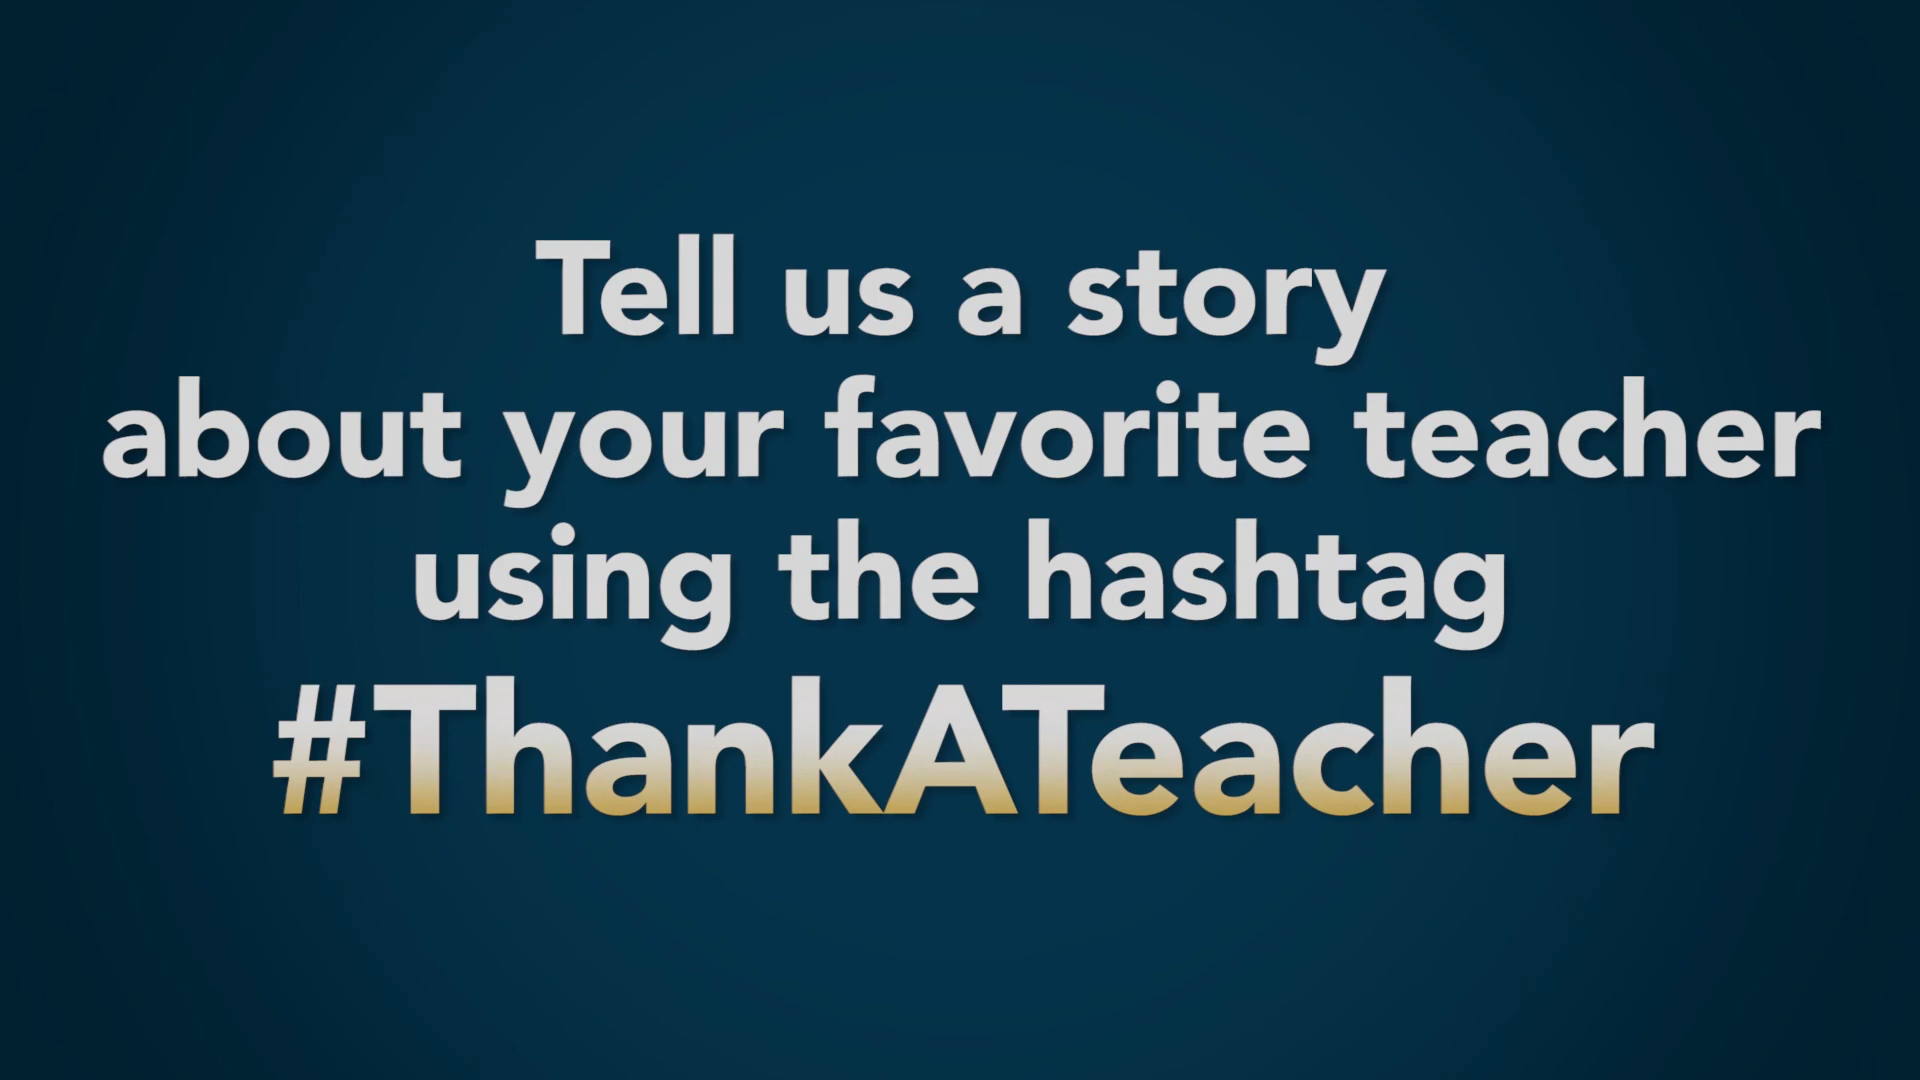 Tell us a story
about your favorite teacher
using the hashtag
#ThankATeacher